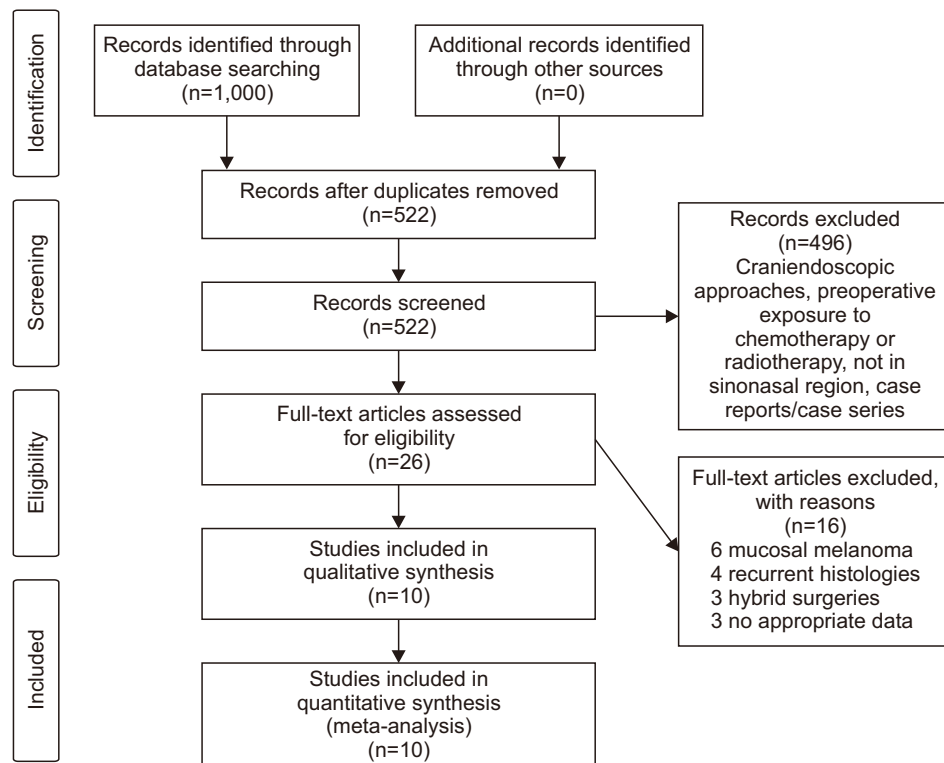 Identification
Records identified through
database searching
(n=1,000)
Additional records identified
through other sources
(n=0)
Records after duplicates removed
(n=522)
Screening
Records screened
(n=522)
Records excluded
(n=496)
Craniendoscopic
approaches, preoperative
exposure to
chemotherapy or
radiotherapy, not in
sinonasal region, case
reports/case series
Eligibility
Full-text articles assessed
for eligibility
(n=26)
Full-text articles excluded,
with reasons
(n=16)
6 mucosal melanoma
4 recurrent histologies
3 hybrid surgeries
3 no appropriate data
Studies included in
qualitative synthesis
(n=10)
Included
Studies included in
quantitative synthesis
(meta-analysis)
(n=10)